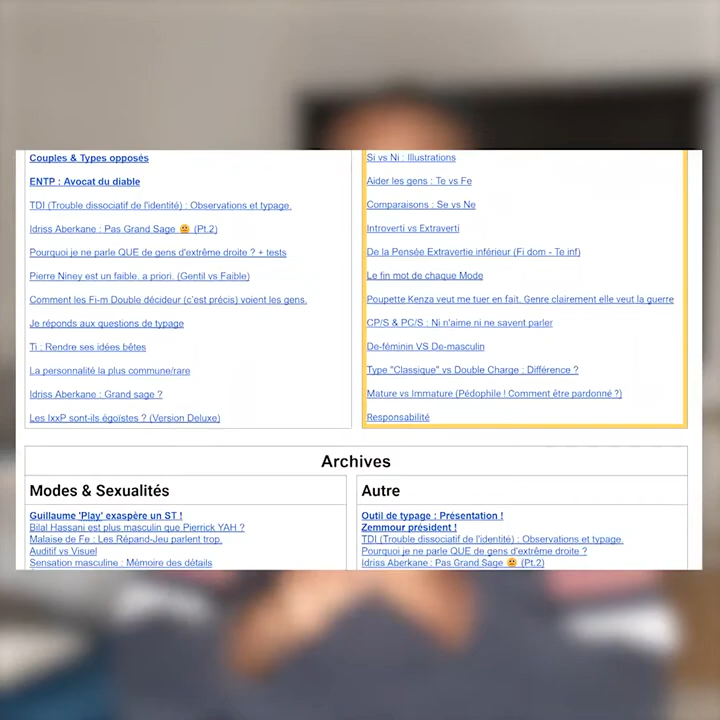 Couples & Types opposés
ENTP : Avocat du diable
TDI (Trouble dissociatif de l'identité) : Observations et typage.
Idriss Aberkane : Pas Grand Sage 😐 (Pt.2)
Pourquoi je ne parle QUE de gens d'extrême droite ? + tests
Pierre Niney est un faible, a priori. (Gentil vs Faible)
Comment les Fi-m Double décideur (c'est précis) voient les gens.
Je réponds aux questions de typage
Ti : Rendre ses idées bêtes
La personnalité la plus commune/rare
Idriss Aberkane : Grand sage ?
Les IxxP sont-ils égoïstes ? (Version Deluxe)
Si vs Ni : Illustrations
Aider les gens : Te vs Fe
Comparaisons : Se vs Ne
Introverti vs Extraverti
De la Pensée Extravertie inférieur (Fi dom - Te inf)
Le fin mot de chaque Mode
Poupette Kenza veut me tuer en fait. Genre clairement elle veut la guerre
CP/S & PC/S : Ni n'aime ni ne savent parler
De-féminin VS De-masculin
Type "Classique" vs Double Charge : Différence ?
Mature vs Immature (Pédophile ! Comment être pardonné ?)
Responsabilité
Archives
Modes & Sexualités
Guillaume 'Play' exaspère un ST !
Bilal Hassani est plus masculin que Pierrick YAH ?
Malaise de Fe : Les Répand-Jeu parlent trop.
Auditif vs Visuel
Sensation masculine : Mémoire des détails
Autre
Outil de typage : Présentation !
Zemmour président !
TDI (Trouble dissociatif de l'identité) : Observations et typage.
Pourquoi je ne parle QUE de gens d'extrême droite ?
Idriss Aberkane : Pas Grand Sage 😐 (Pt.2)